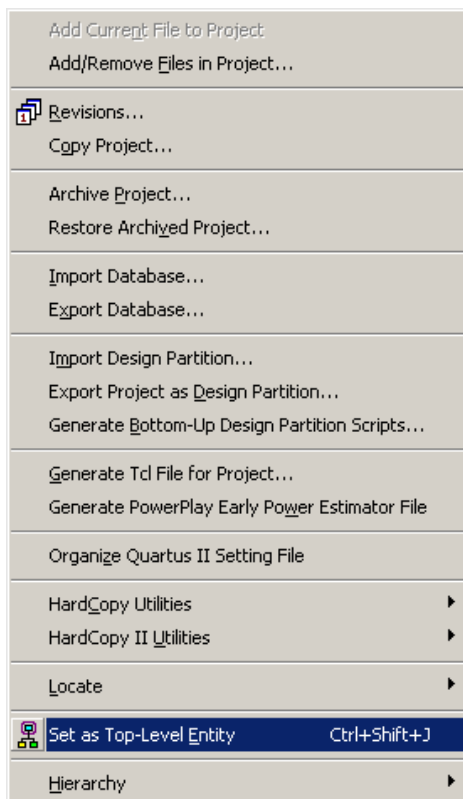 Add Current File to Project
Add/Remove Files in Project...
Revisions...
Copy Project...
Archive Project...
Restore Archived Project...
Import Database...
Export Database...
Import Design Partition...
Export Project as Design Partition...
Generate Bottom-Up Design Partition Scripts...
Generate Tcl File for Project...
Generate PowerPlay Early Power Estimator File
Organize Quartus II Setting File
HardCopy Utilities
HardCopy II Utilities
Locate
Set as Top-Level Entity Ctrl+Shift+J
Hierarchy